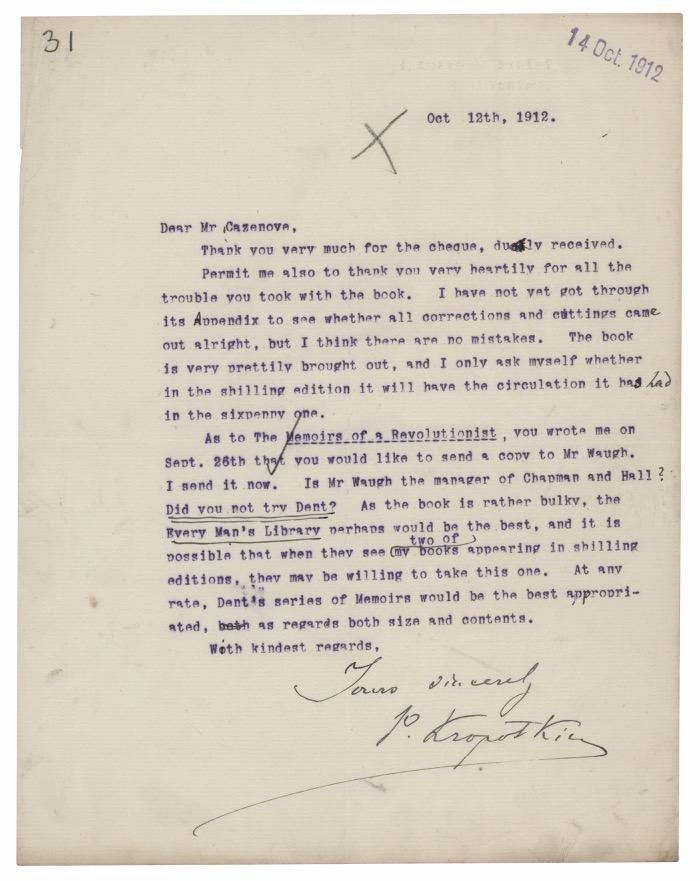 31
14 Oct. 1912
Oct 12th, 1912.
Dear Mr Cazenove,
Thank you very much for the cheque, duely received.
Permit me also to thank you very heartily for all the
trouble you took with the book. I have not yet got through
its Appendix to see whether all corrections and cuttings came
out alright, but I think there are no mistakes. The book
is very prettily brought out, and I only ask myself whether
in the shilling edition it will have the circulation it has had
in the sixpenny one.
As to The Memoirs of a Revolutionist, you wrote me on
Sept. 26th that you would like to send a copy to Mr Waugh.
I send it now. Is Mr Waugh the manager of Chapman and Hall?
Did you not try Dent? As the book is rather bulky, the
Every Man's Library perhaps would be the best, and it is
two of
possible that when they see my books appearing in shilling
editions, they may be willing to take this one. At any
rate, Dent's series of Memoirs would be the best appropri-
ated, both as regards both size and contents.
With kindest regards,
Yours sincerely
P. Kropotkin